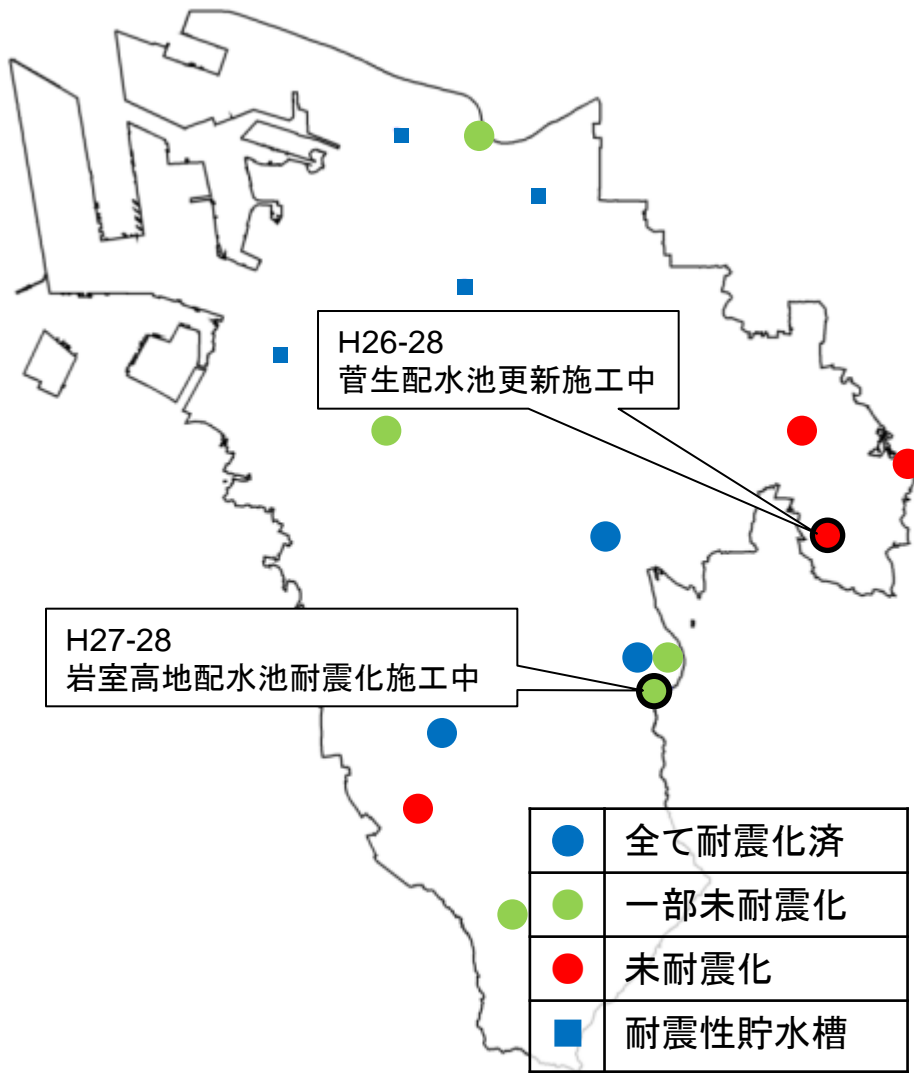 H26-28
菅生配水池更新施工中
H27-28
岩室高地配水池耐震化施工中
全て耐震化済
一部未耐震化
未耐震化
耐震性貯水槽